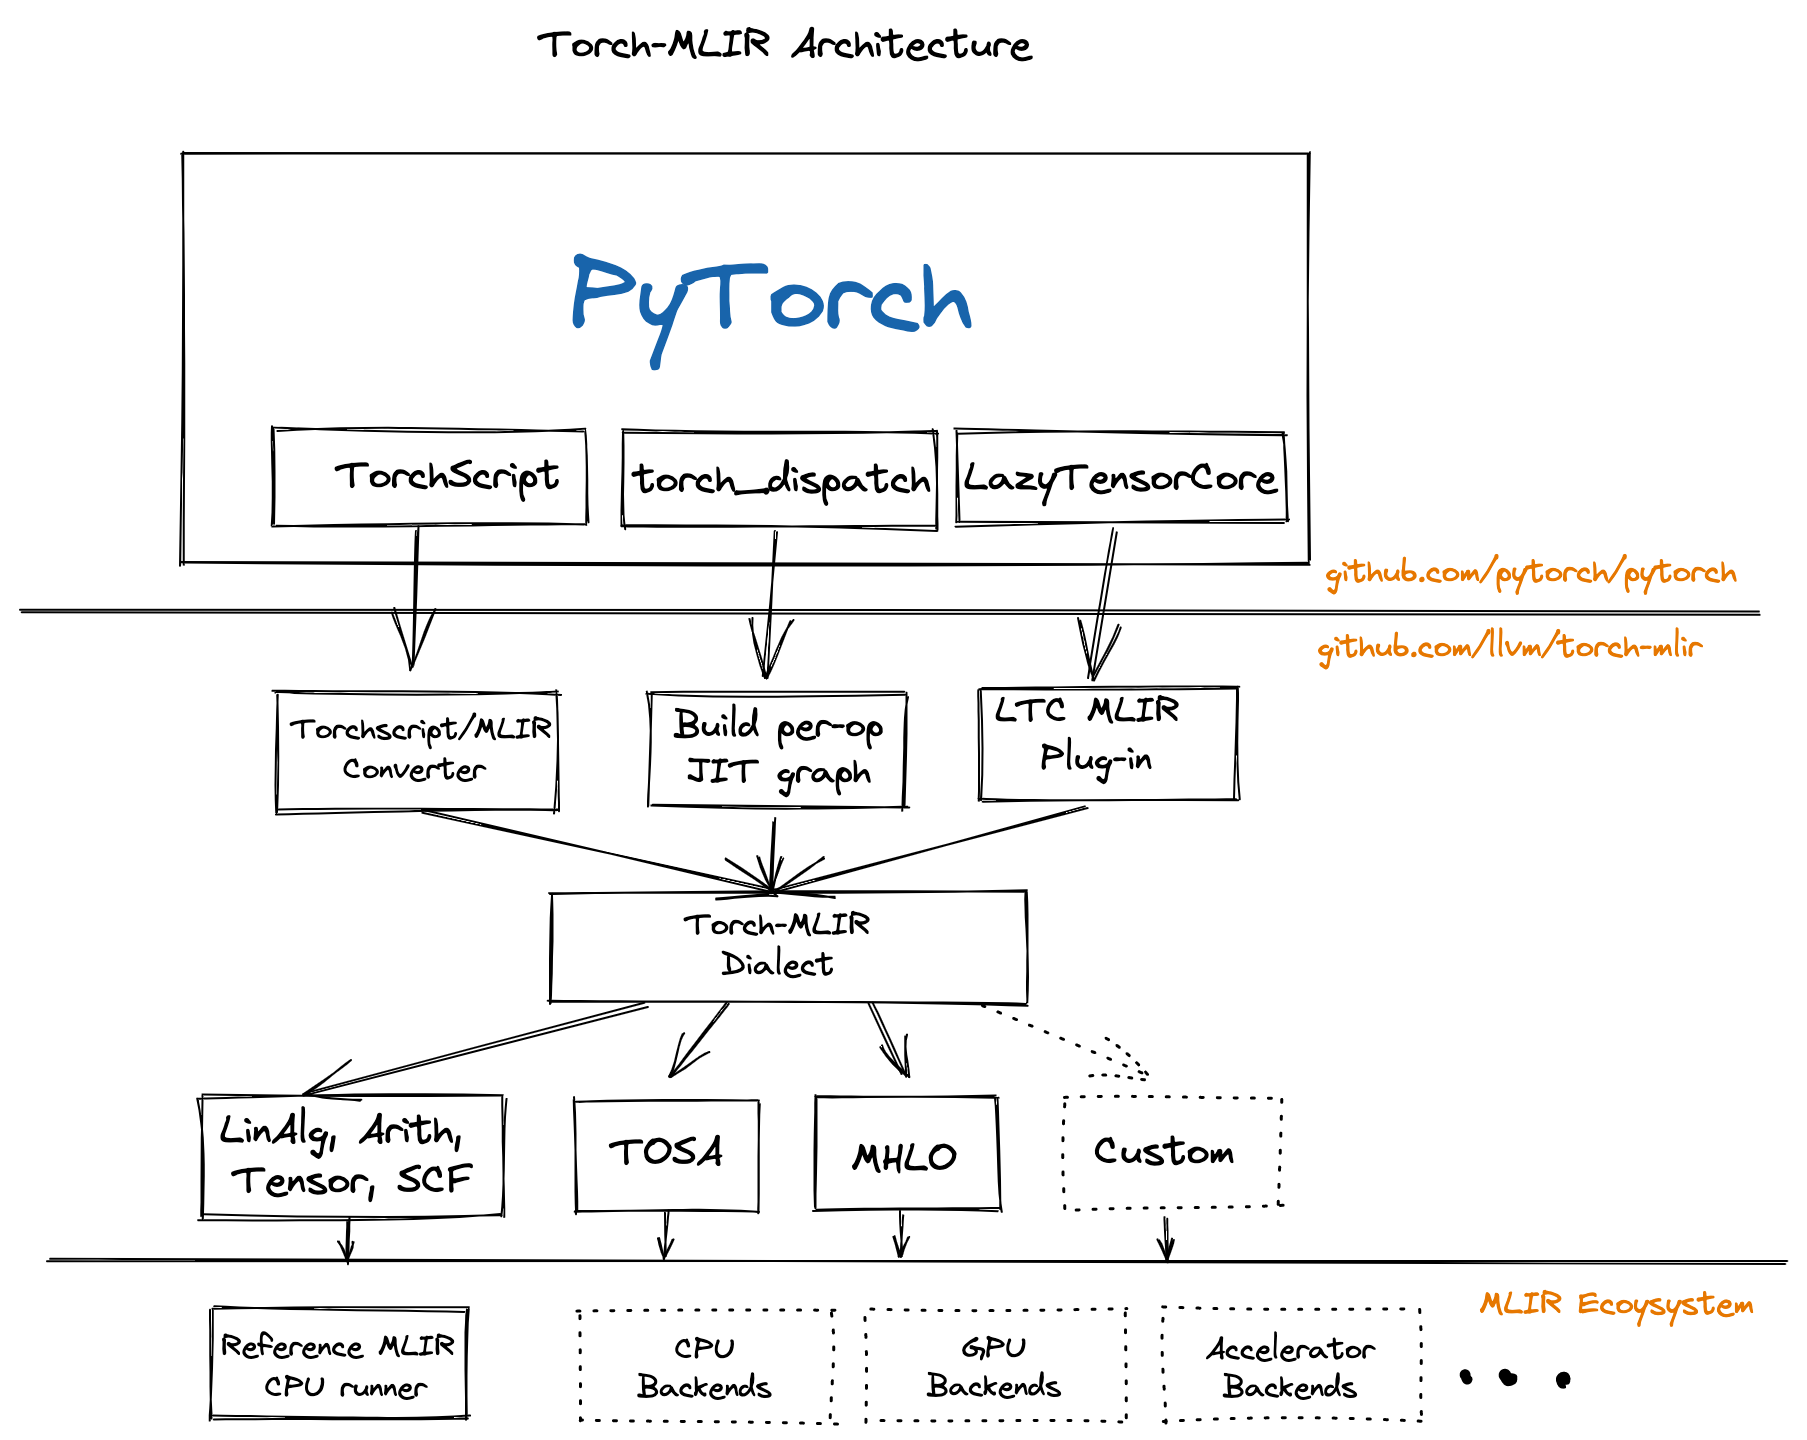 Torch-MLIR Architecture
PyTorch
TorchScript
torch_dispatch
LazyTensorCore
github.com/pytorch/pytorch
github.com/llvm/torch-mlir
Torchscript/MLIR
Converter
Build per-op
JIT graph
LTC MLIR
Plug-in
Torch-MLIR
Dialect
LinAlg, Arith,
Tensor, SCF
TOSA
MHLO
Custom
MLIR Ecoysystem
Reference MLIR
CPU runner
CPU
Backends
GPU
Backends
Accelerator
Backends
• • •